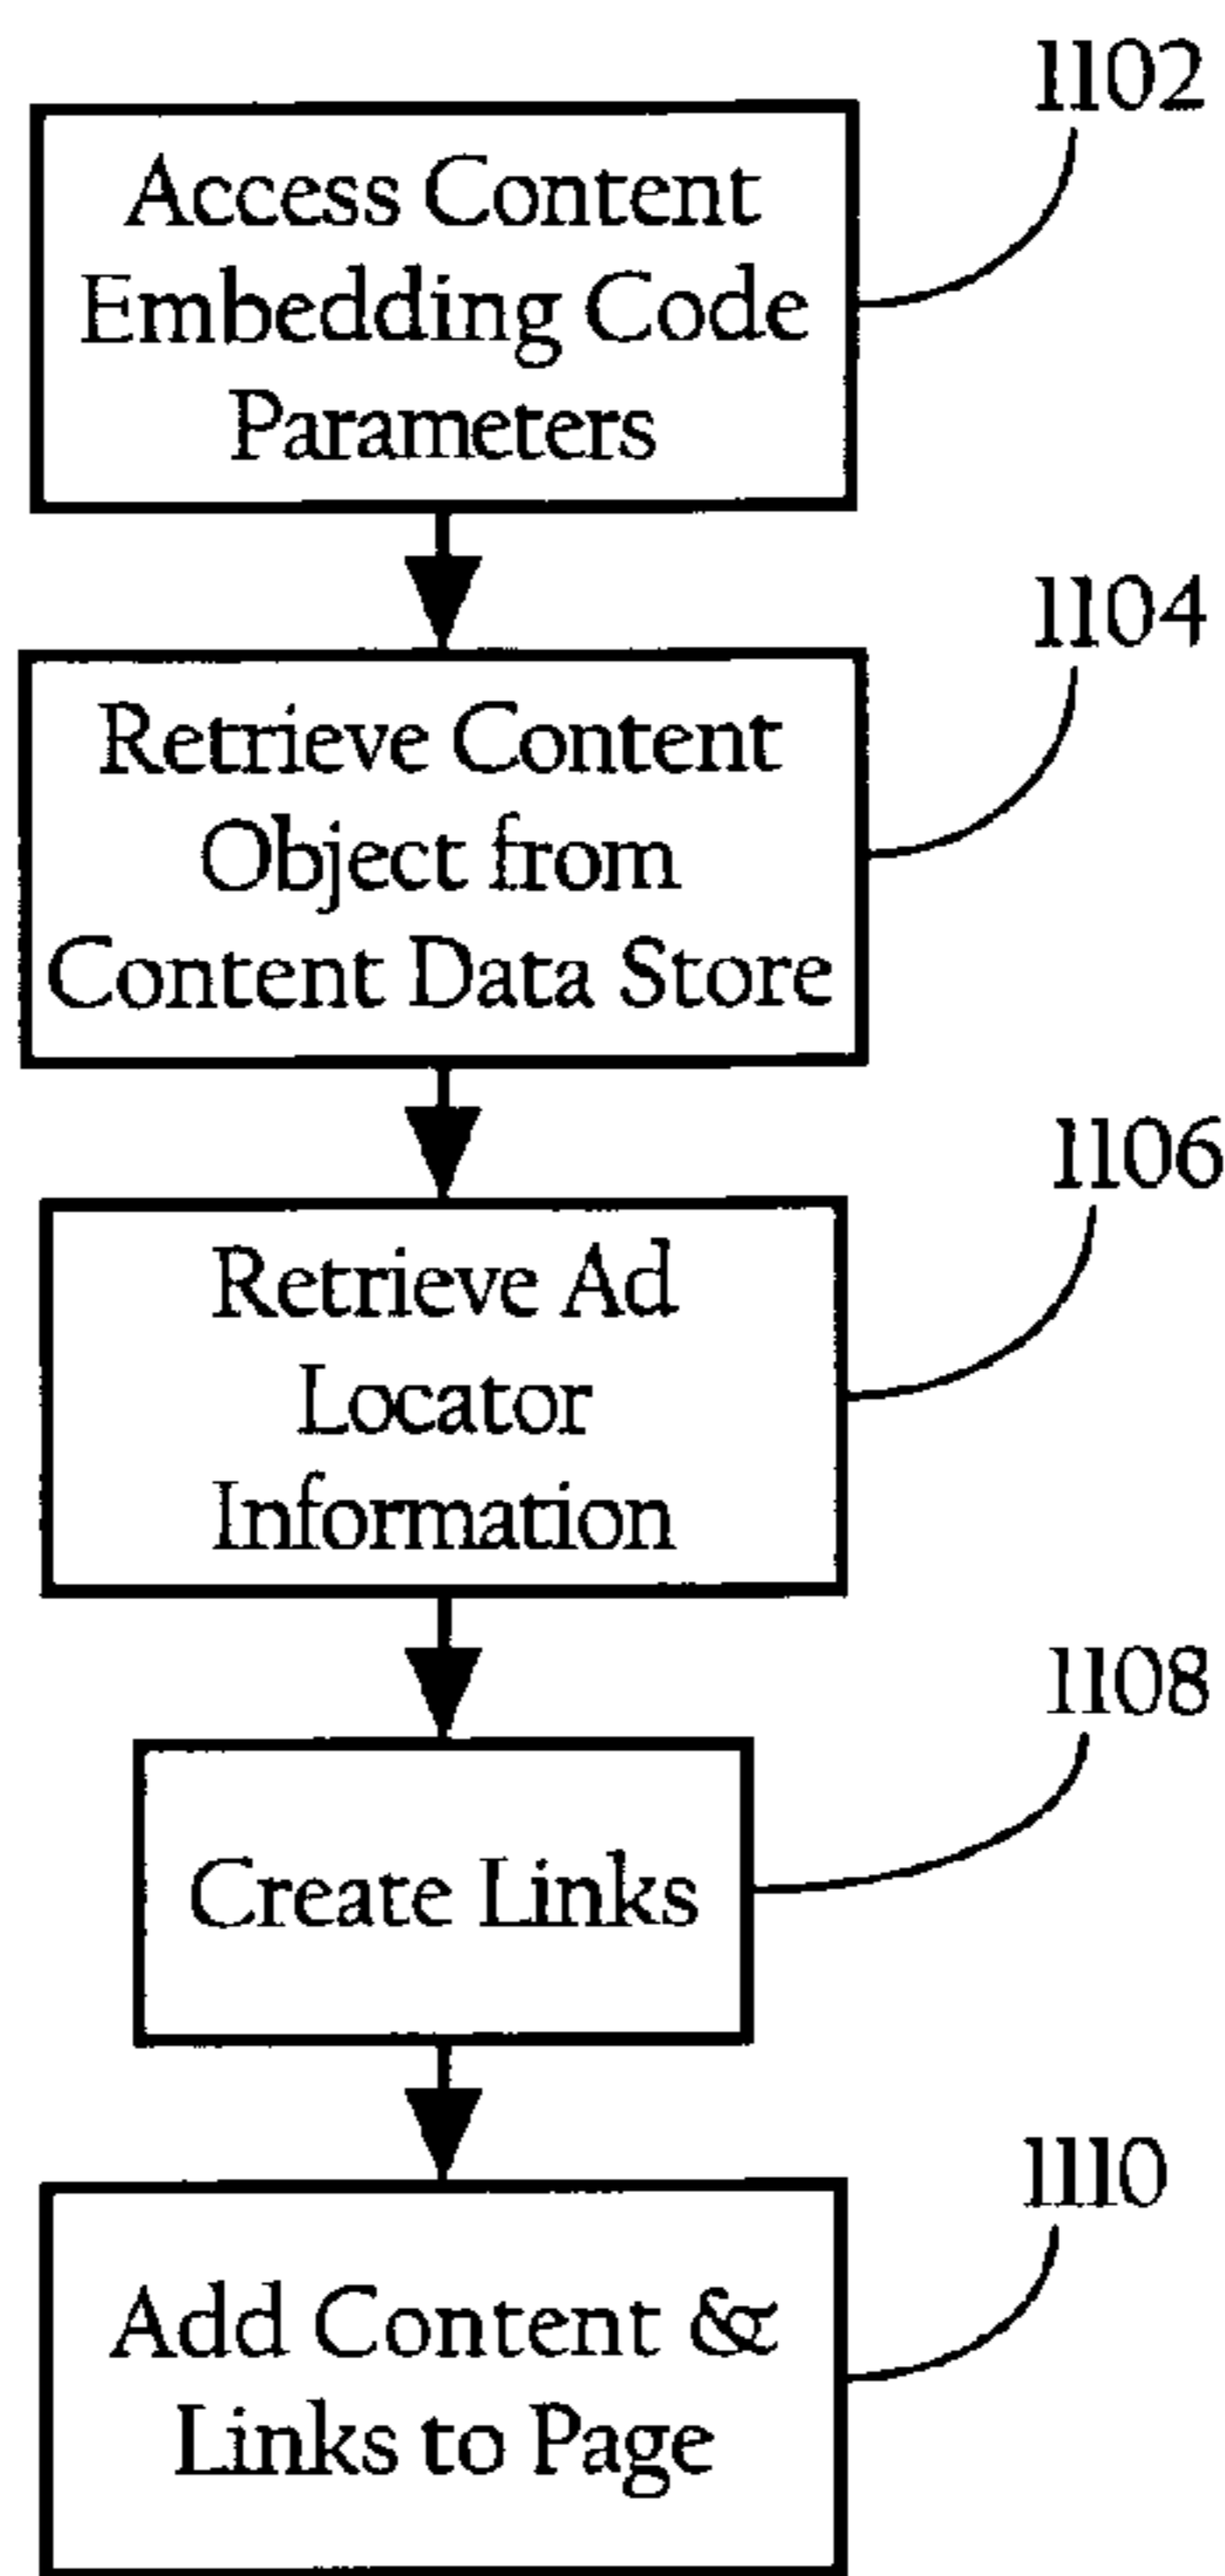 1102
Access Content
Embedding Code
Parameters
1104
Retrieve Content
Object from
Content Data Store
1106
Retrieve Ad
Locator
Information
1108
Create Links
1110
Add Content &
Links to Page